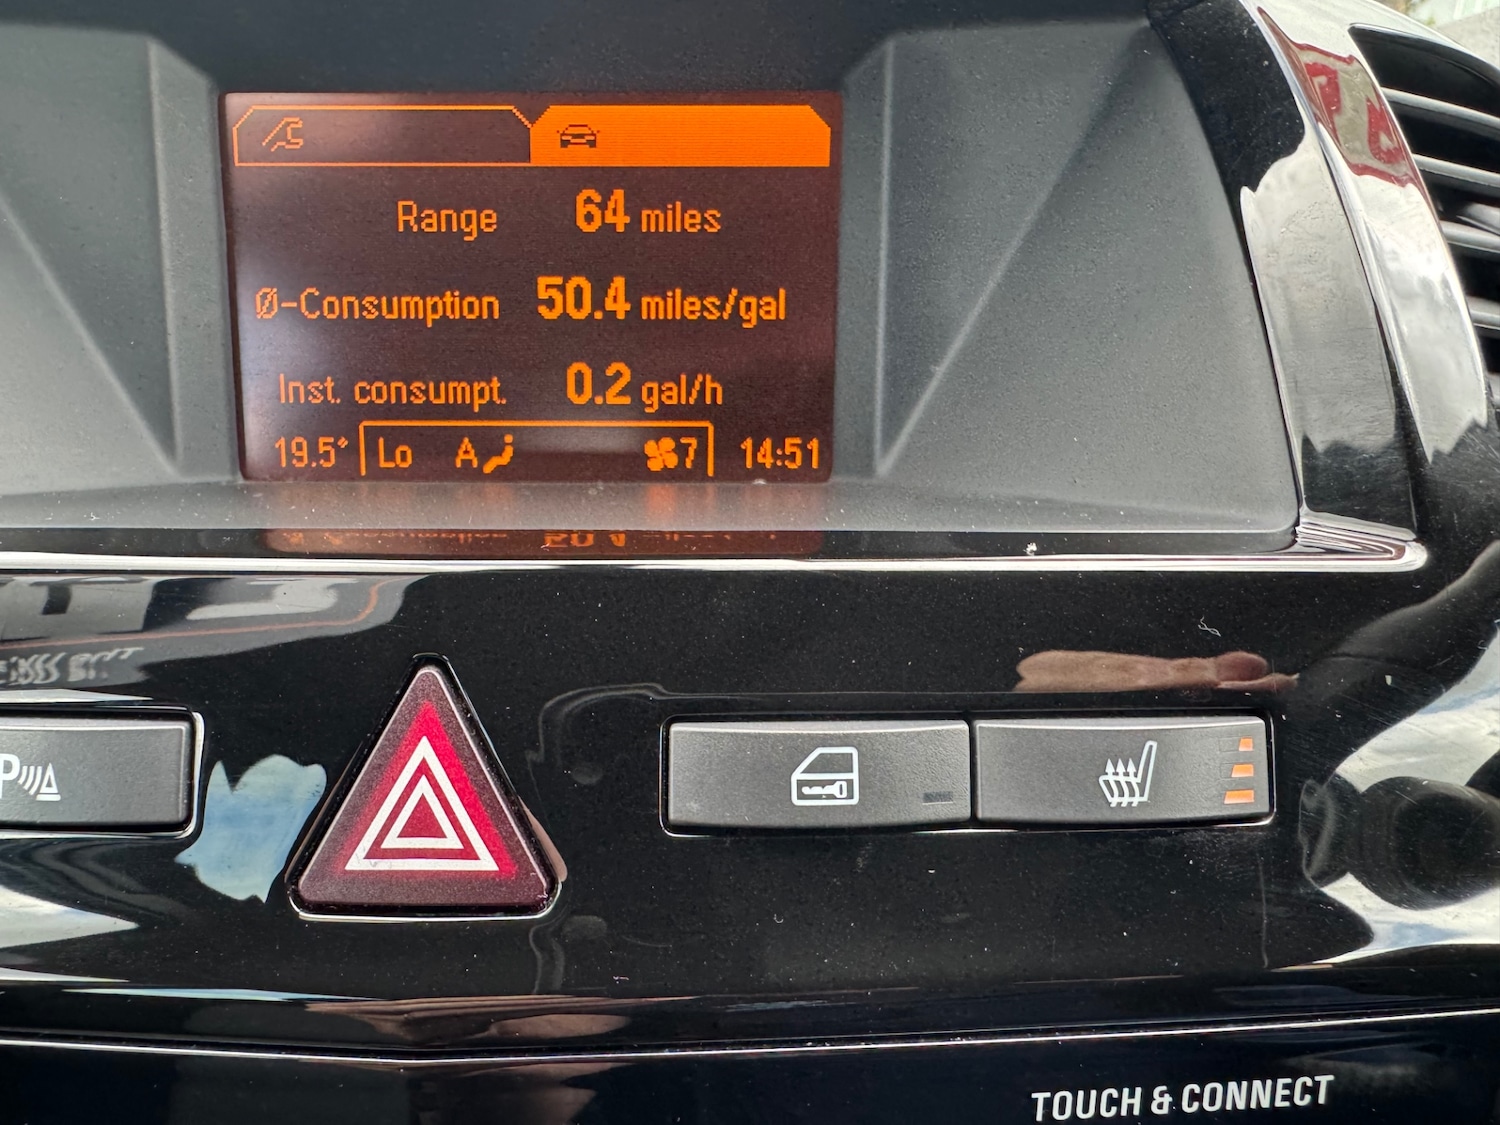 Range 64 miles
Ø-Consumption 50.4 miles/gal
Inst. consumpt. 0.2 gal/h
19.5° Lo A 7 14:51
P
TOUCH & CONNECT